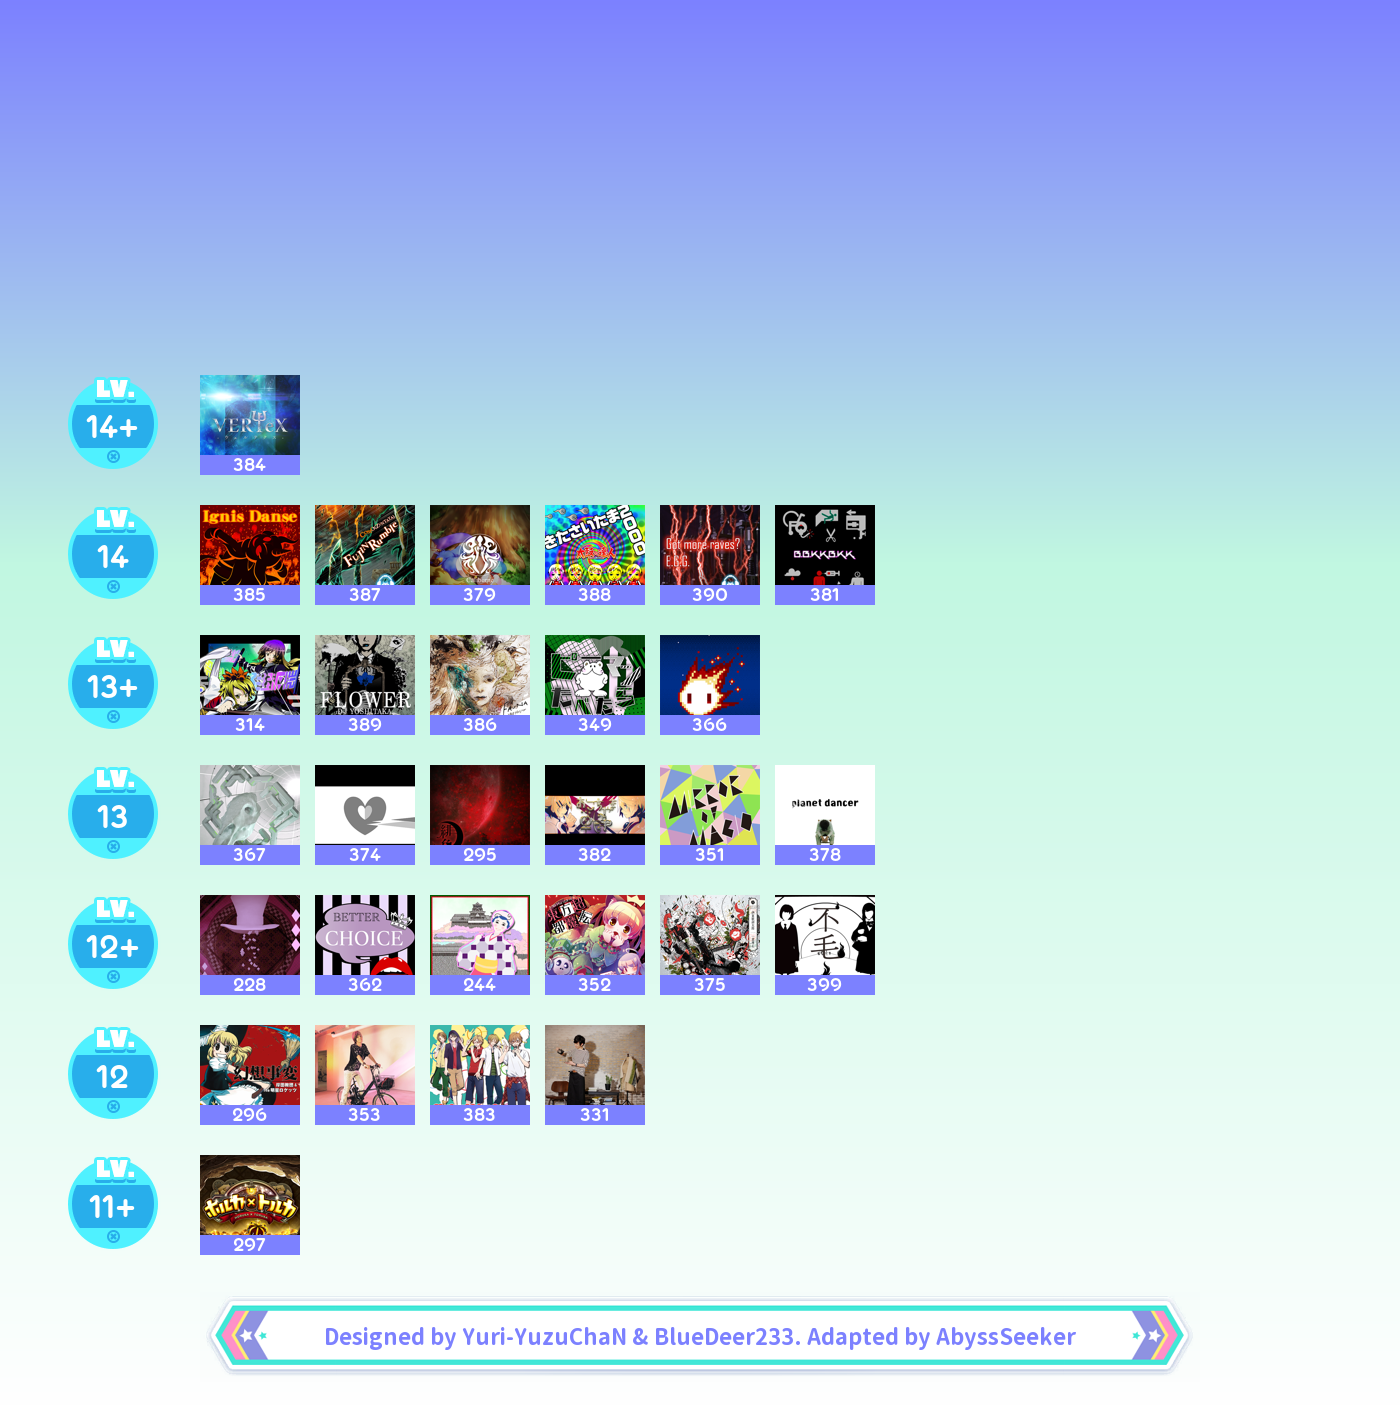 LV.
14+
VERTeX
384
LV.
14
Ignis Danse
385
FUJIN Rumble
387
379
きたさいたま2000
388
Got more raves?
E.B.G.
390
381
LV.
13+
314
FLOWER
DJ YOSHITAKA
389
386
349
366
LV.
13
367
374
295
382
351
planet dancer
378
LV.
12+
228
BETTER
CHOICE
362
244
352
375
不毛
399
LV.
12
幻想事変
296
353
383
331
LV.
11+
ホルカ×トルカ
297
Designed by Yuri-YuzuChaN & BlueDeer233. Adapted by AbyssSeeker